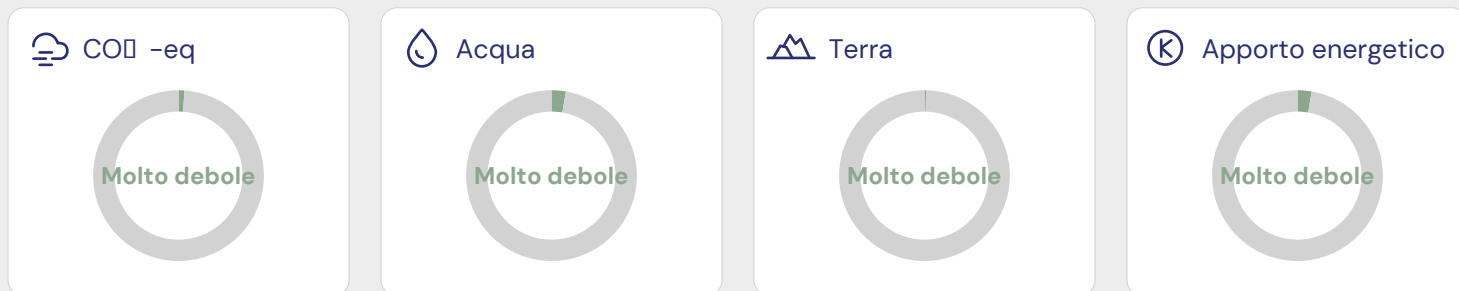 CO▯ -eq
Acqua
Terra
Apporto energetico
Molto debole
Molto debole
Molto debole
Molto debole